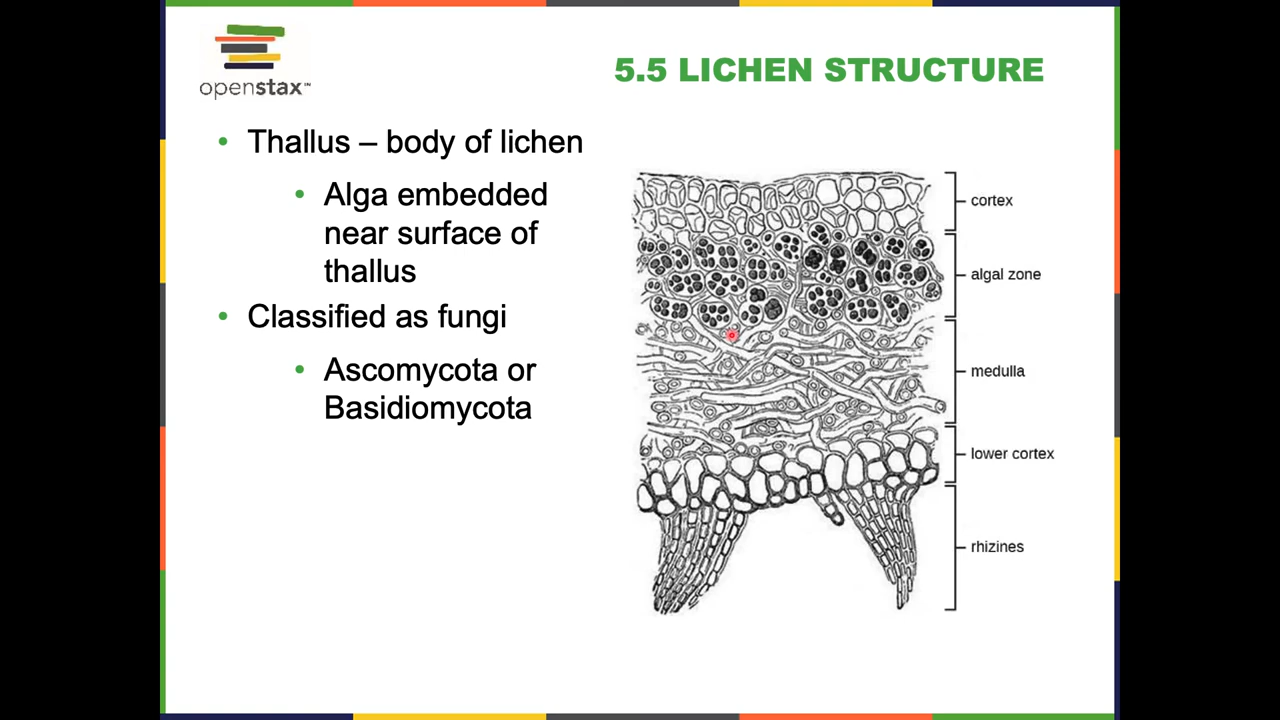 openstax™
5.5 LICHEN STRUCTURE
• Thallus – body of lichen
• Alga embedded
near surface of
thallus
• Classified as fungi
• Ascomycota or
Basidiomycota
cortex
algal zone
medulla
lower cortex
rhizines